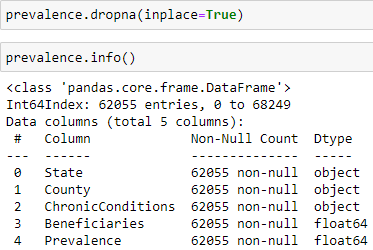 prevalence.dropna(inplace=True)
prevalence.info()
<class 'pandas.core.frame.DataFrame'>
Int64Index: 62055 entries, 0 to 68249
Data columns (total 5 columns):
 #   Column             Non-Null Count  Dtype
---  ------             --------------  -----
 0   State              62055 non-null  object
 1   County             62055 non-null  object
 2   ChronicConditions  62055 non-null  object
 3   Beneficiaries      62055 non-null  float64
 4   Prevalence         62055 non-null  float64